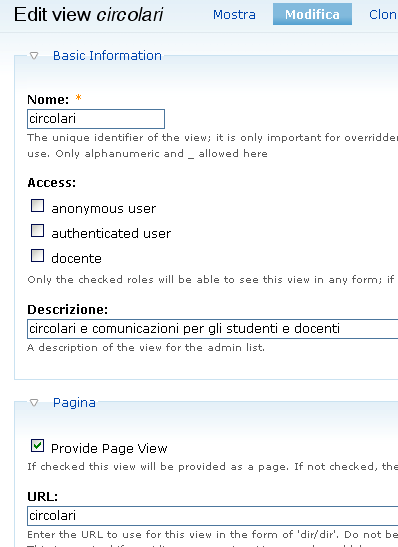 Edit view circolari
Mostra
Modifica
Clon
Basic Information
Nome: *
circolari
The unique identifier of the view; it is only important for overridden
use. Only alphanumeric and _ allowed here
Access:
anonymous user
authenticated user
docente
Only the checked roles will be able to see this view in any form; if
Descrizione:
circolari e comunicazioni per gli studenti e docenti
A description of the view for the admin list.
Pagina
Provide Page View
If checked this view will be provided as a page. If not checked, the
URL:
circolari
Enter the URL to use for this view in the form of 'dir/dir'. Do not be